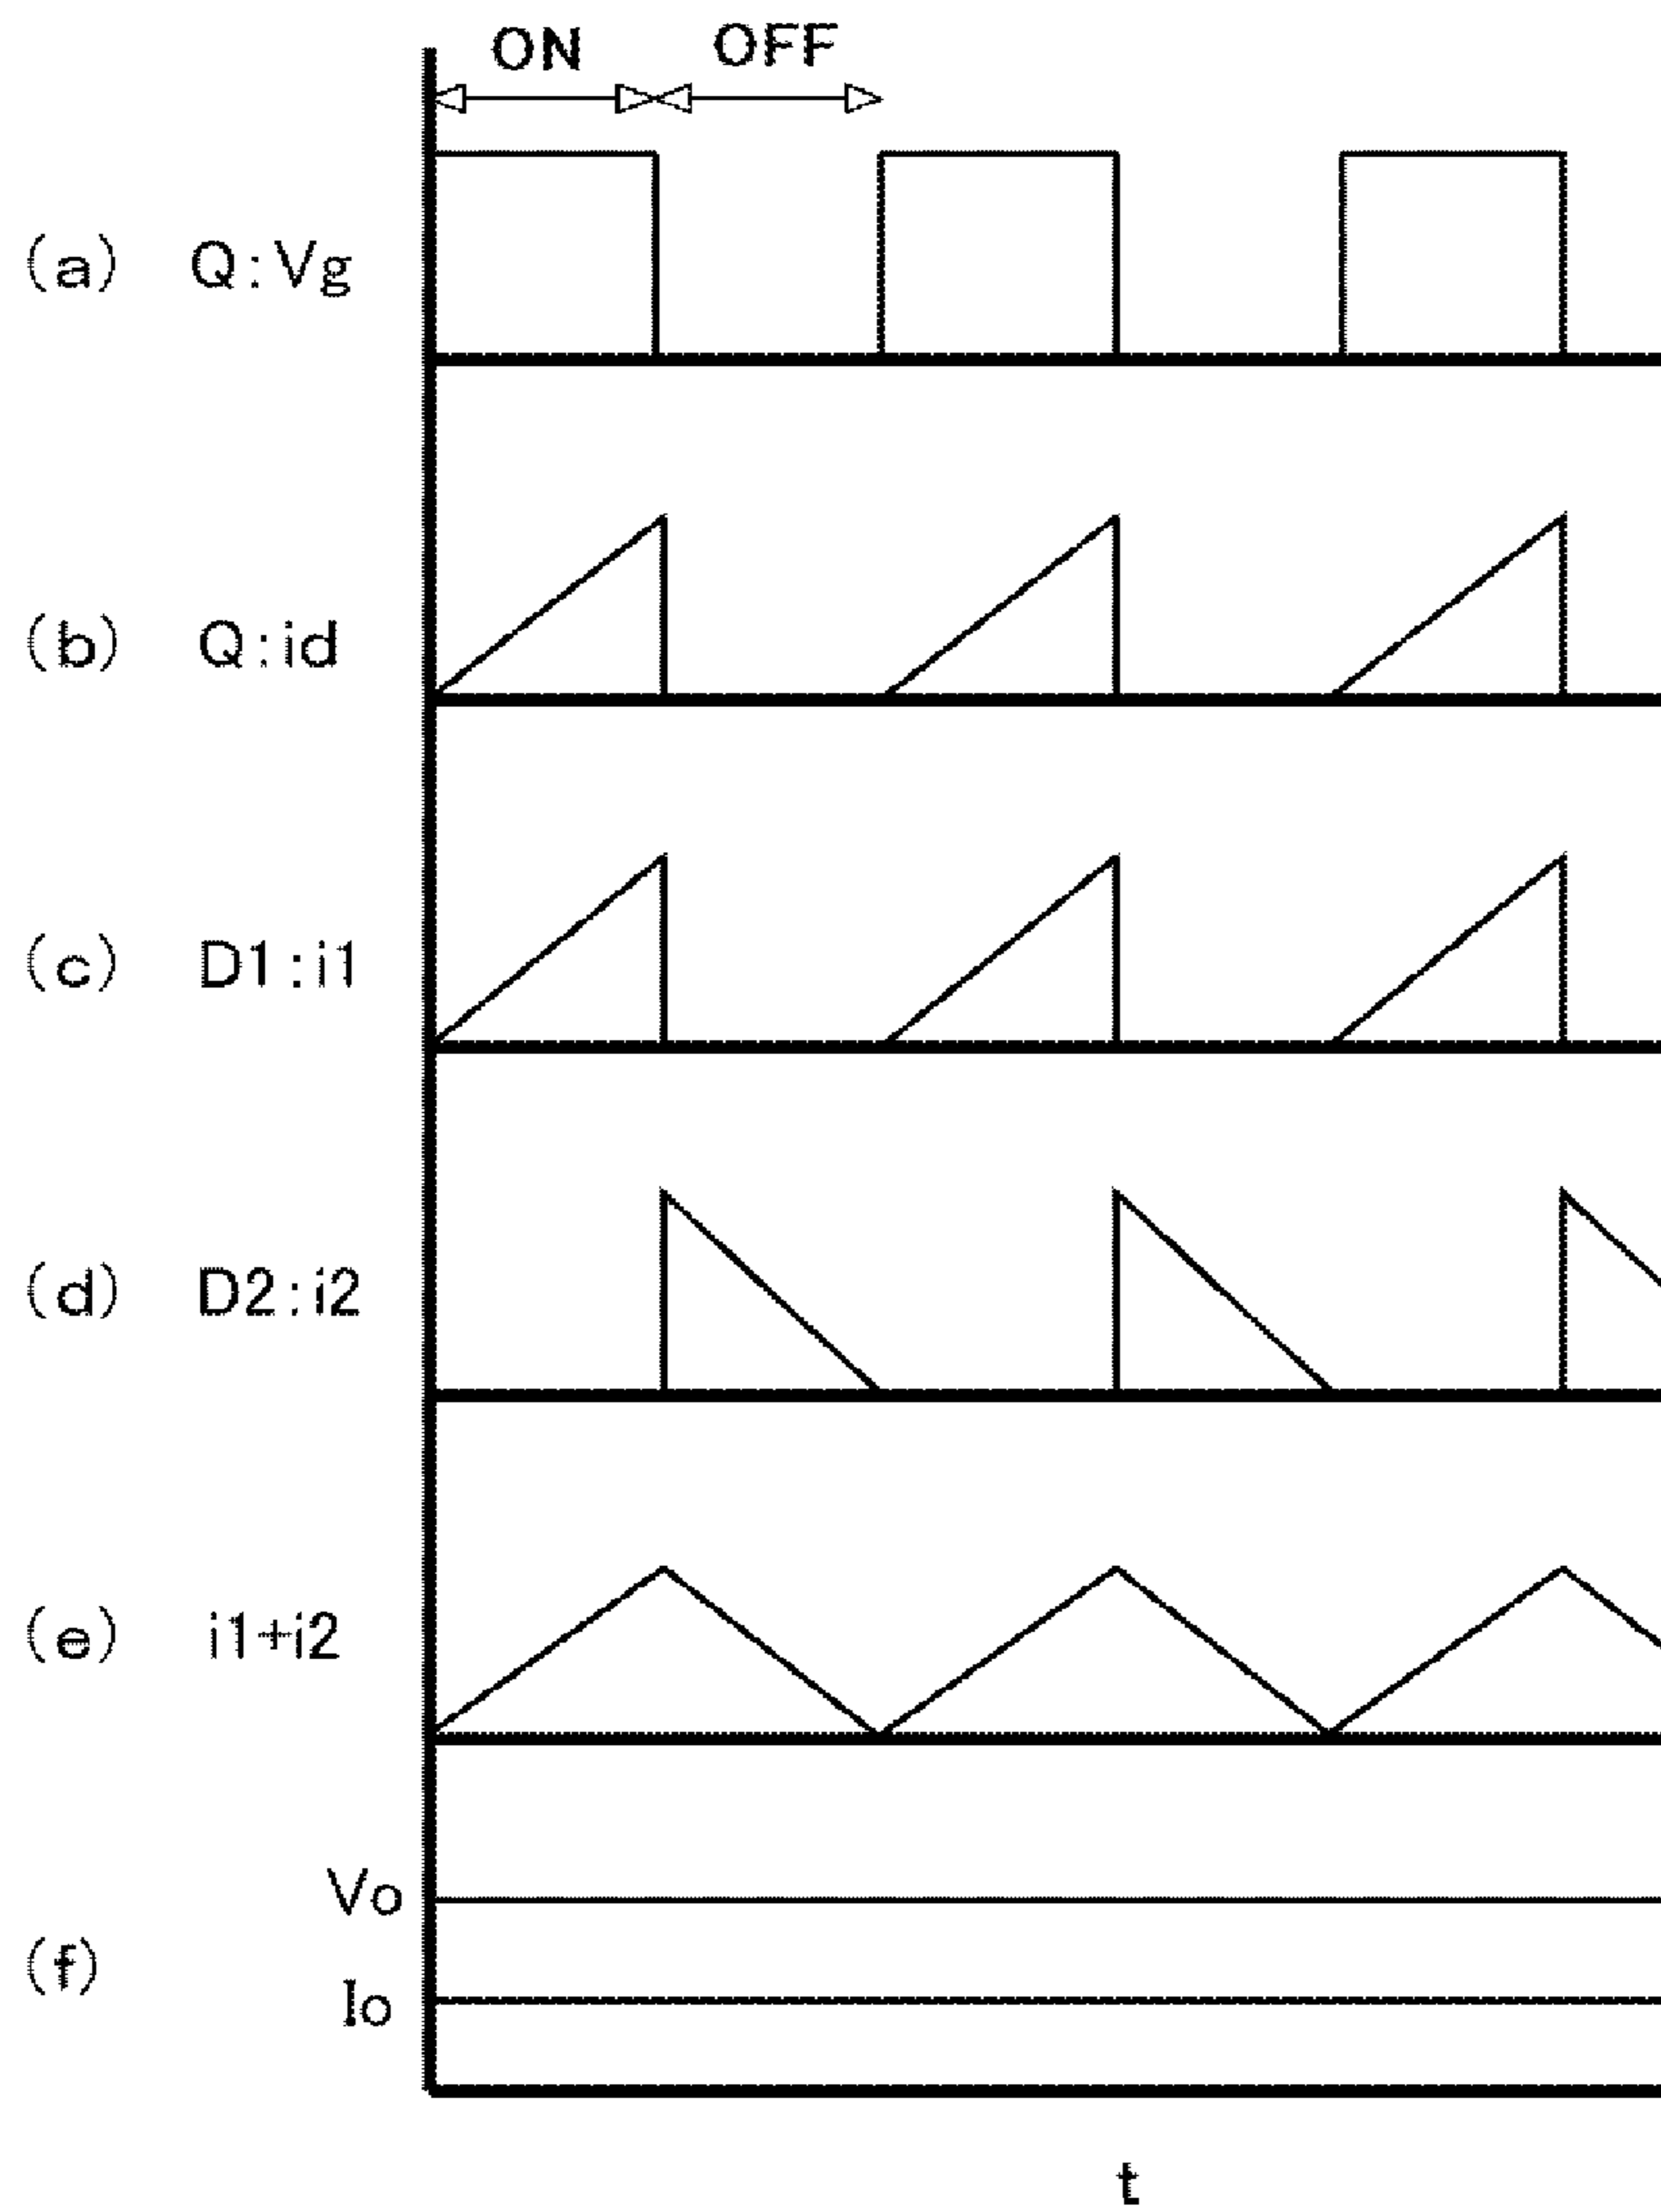 ON OFF
(a) Q:Vg
(b) Q:id
(c) D1:i1
(d) D2:i2
(e) i1+i2
Vo
(f)
Io
t